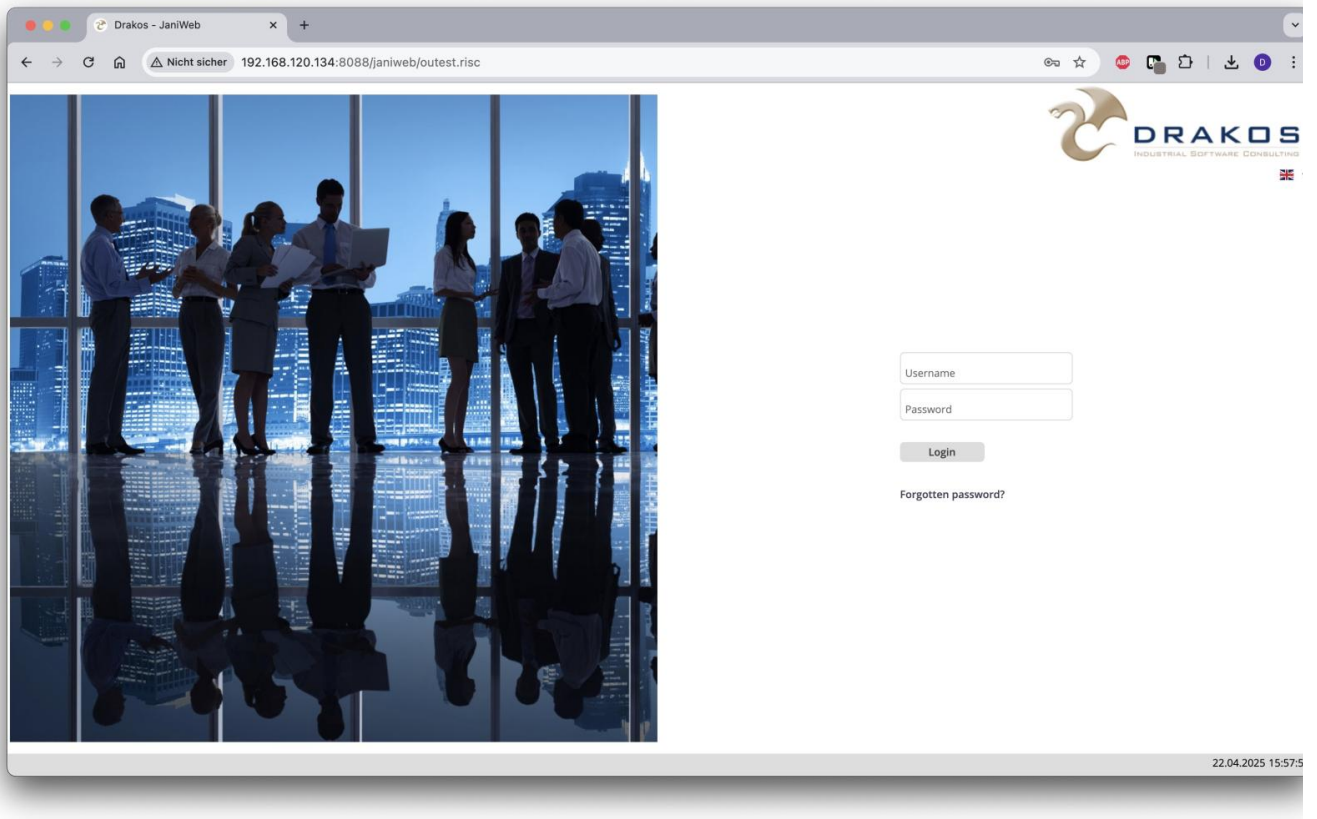 Drakos - JaniWeb
Nicht sicher 192.168.120.134:8088/janiweb/outest.risc
ABP
D
DRAKOS
INDUSTRIAL SOFTWARE CONSULTING
Username
Password
Login
Forgotten password?
22.04.2025 15:57:5